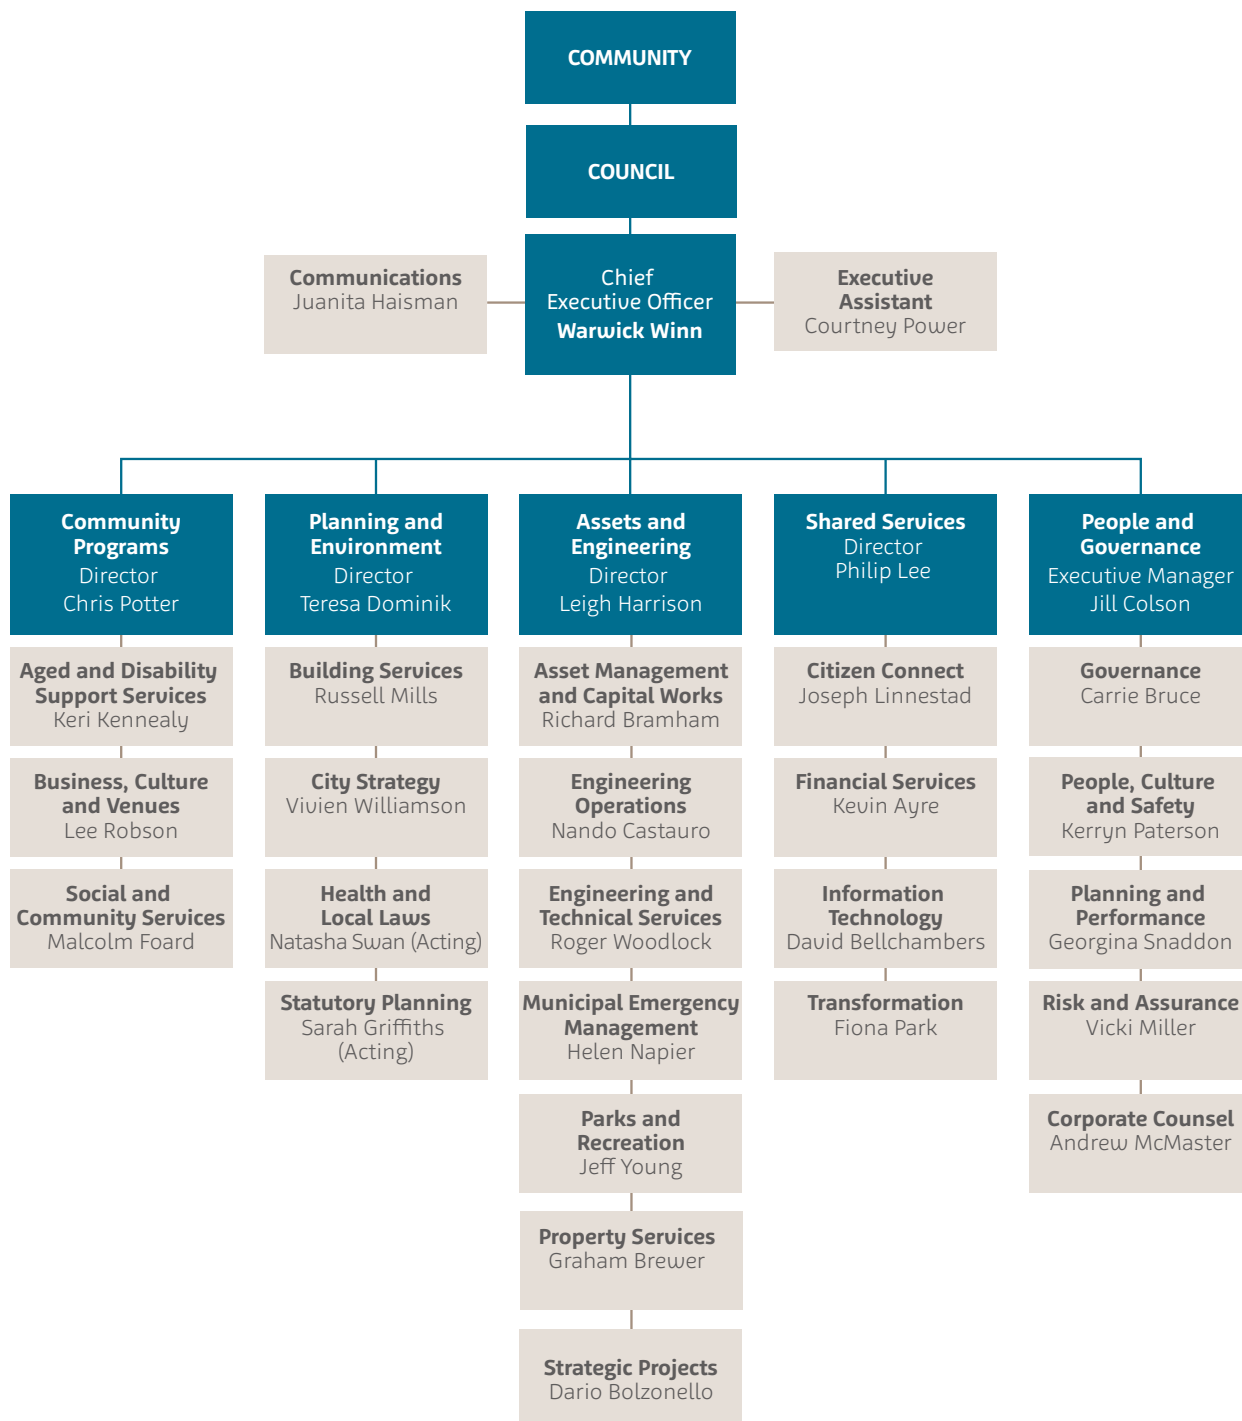 COMMUNITY
COUNCIL
Communications
Juanita Haisman
Chief
Executive Officer
Warwick Winn
Executive
Assistant
Courtney Power
Community
Programs
Director
Chris Potter
Aged and Disability
Support Services
Keri Kennealy
Business, Culture
and Venues
Lee Robson
Social and
Community Services
Malcolm Foard
Planning and
Environment
Director
Teresa Dominik
Building Services
Russell Mills
City Strategy
Vivien Williamson
Health and
Local Laws
Natasha Swan (Acting)
Statutory Planning
Sarah Griffiths
(Acting)
Assets and
Engineering
Director
Leigh Harrison
Asset Management
and Capital Works
Richard Bramham
Engineering
Operations
Nando Castauro
Engineering and
Technical Services
Roger Woodlock
Municipal Emergency
Management
Helen Napier
Parks and
Recreation
Jeff Young
Property Services
Graham Brewer
Strategic Projects
Dario Bolzonello
Shared Services
Director
Philip Lee
Citizen Connect
Joseph Linnestad
Financial Services
Kevin Ayre
Information
Technology
David Bellchambers
Transformation
Fiona Park
People and
Governance
Executive Manager
Jill Colson
Governance
Carrie Bruce
People, Culture
and Safety
Kerryn Paterson
Planning and
Performance
Georgina Snaddon
Risk and Assurance
Vicki Miller
Corporate Counsel
Andrew McMaster